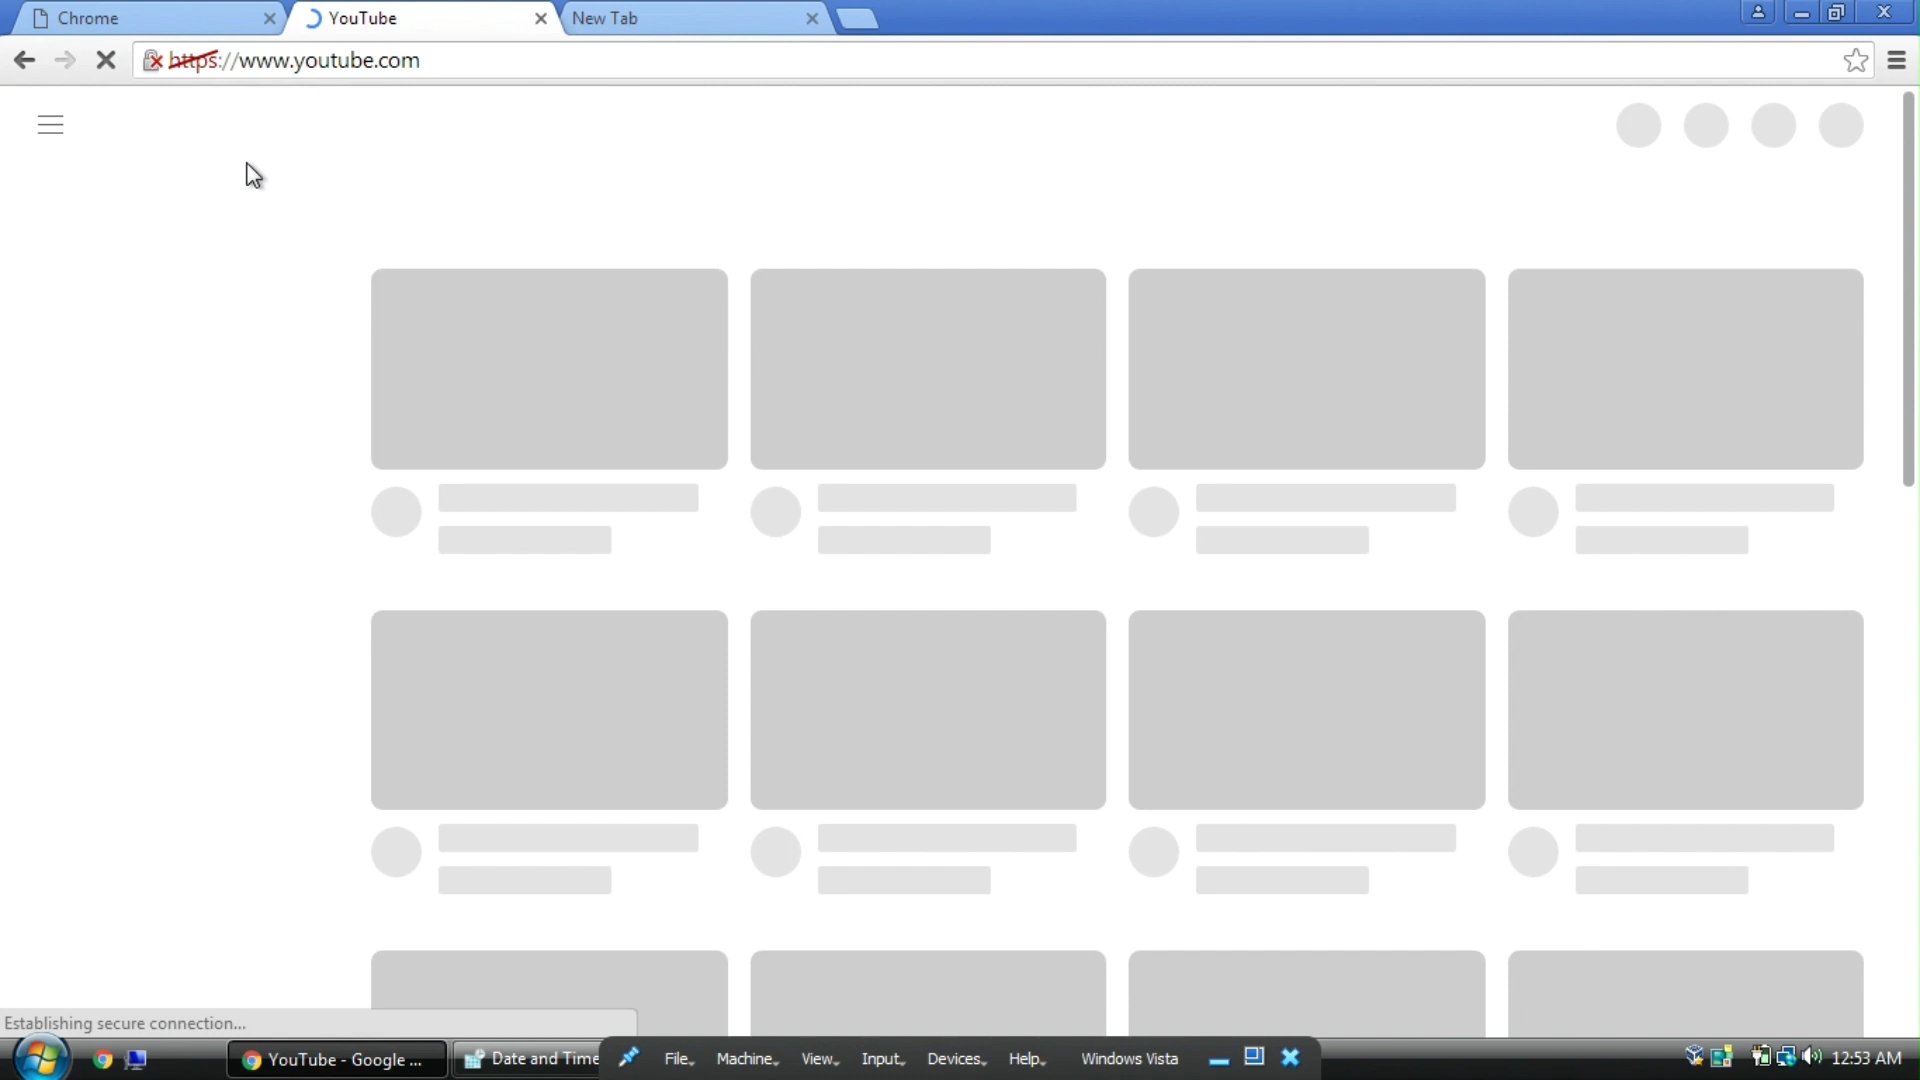 Chrome
YouTube
New Tab
https://www.youtube.com
Establishing secure connection...
YouTube - Google ...
Date and Time
File
Machine
View
Input
Devices
Help
Windows Vista
12:53 AM